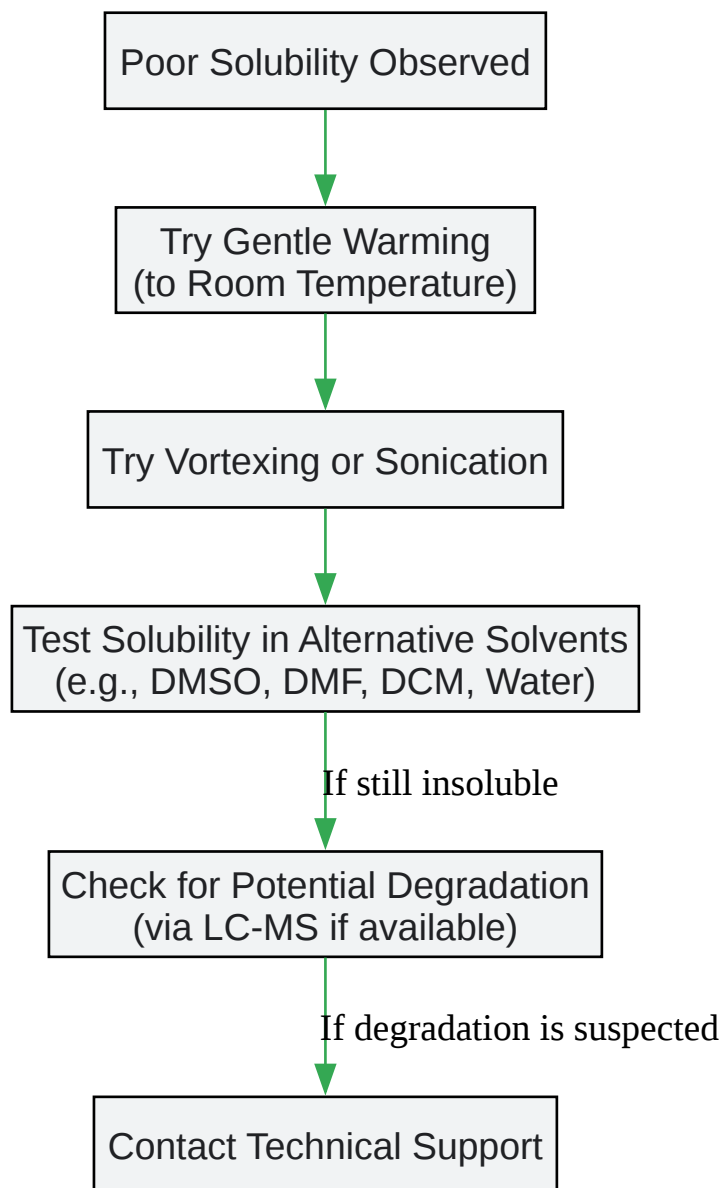 Poor Solubility Observed
Try Gentle Warming
(to Room Temperature)
Try Vortexing or Sonication
Test Solubility in Alternative Solvents
(e.g., DMSO, DMF, DCM, Water)
If still insoluble
Check for Potential Degradation
(via LC-MS if available)
If degradation is suspected
Contact Technical Support